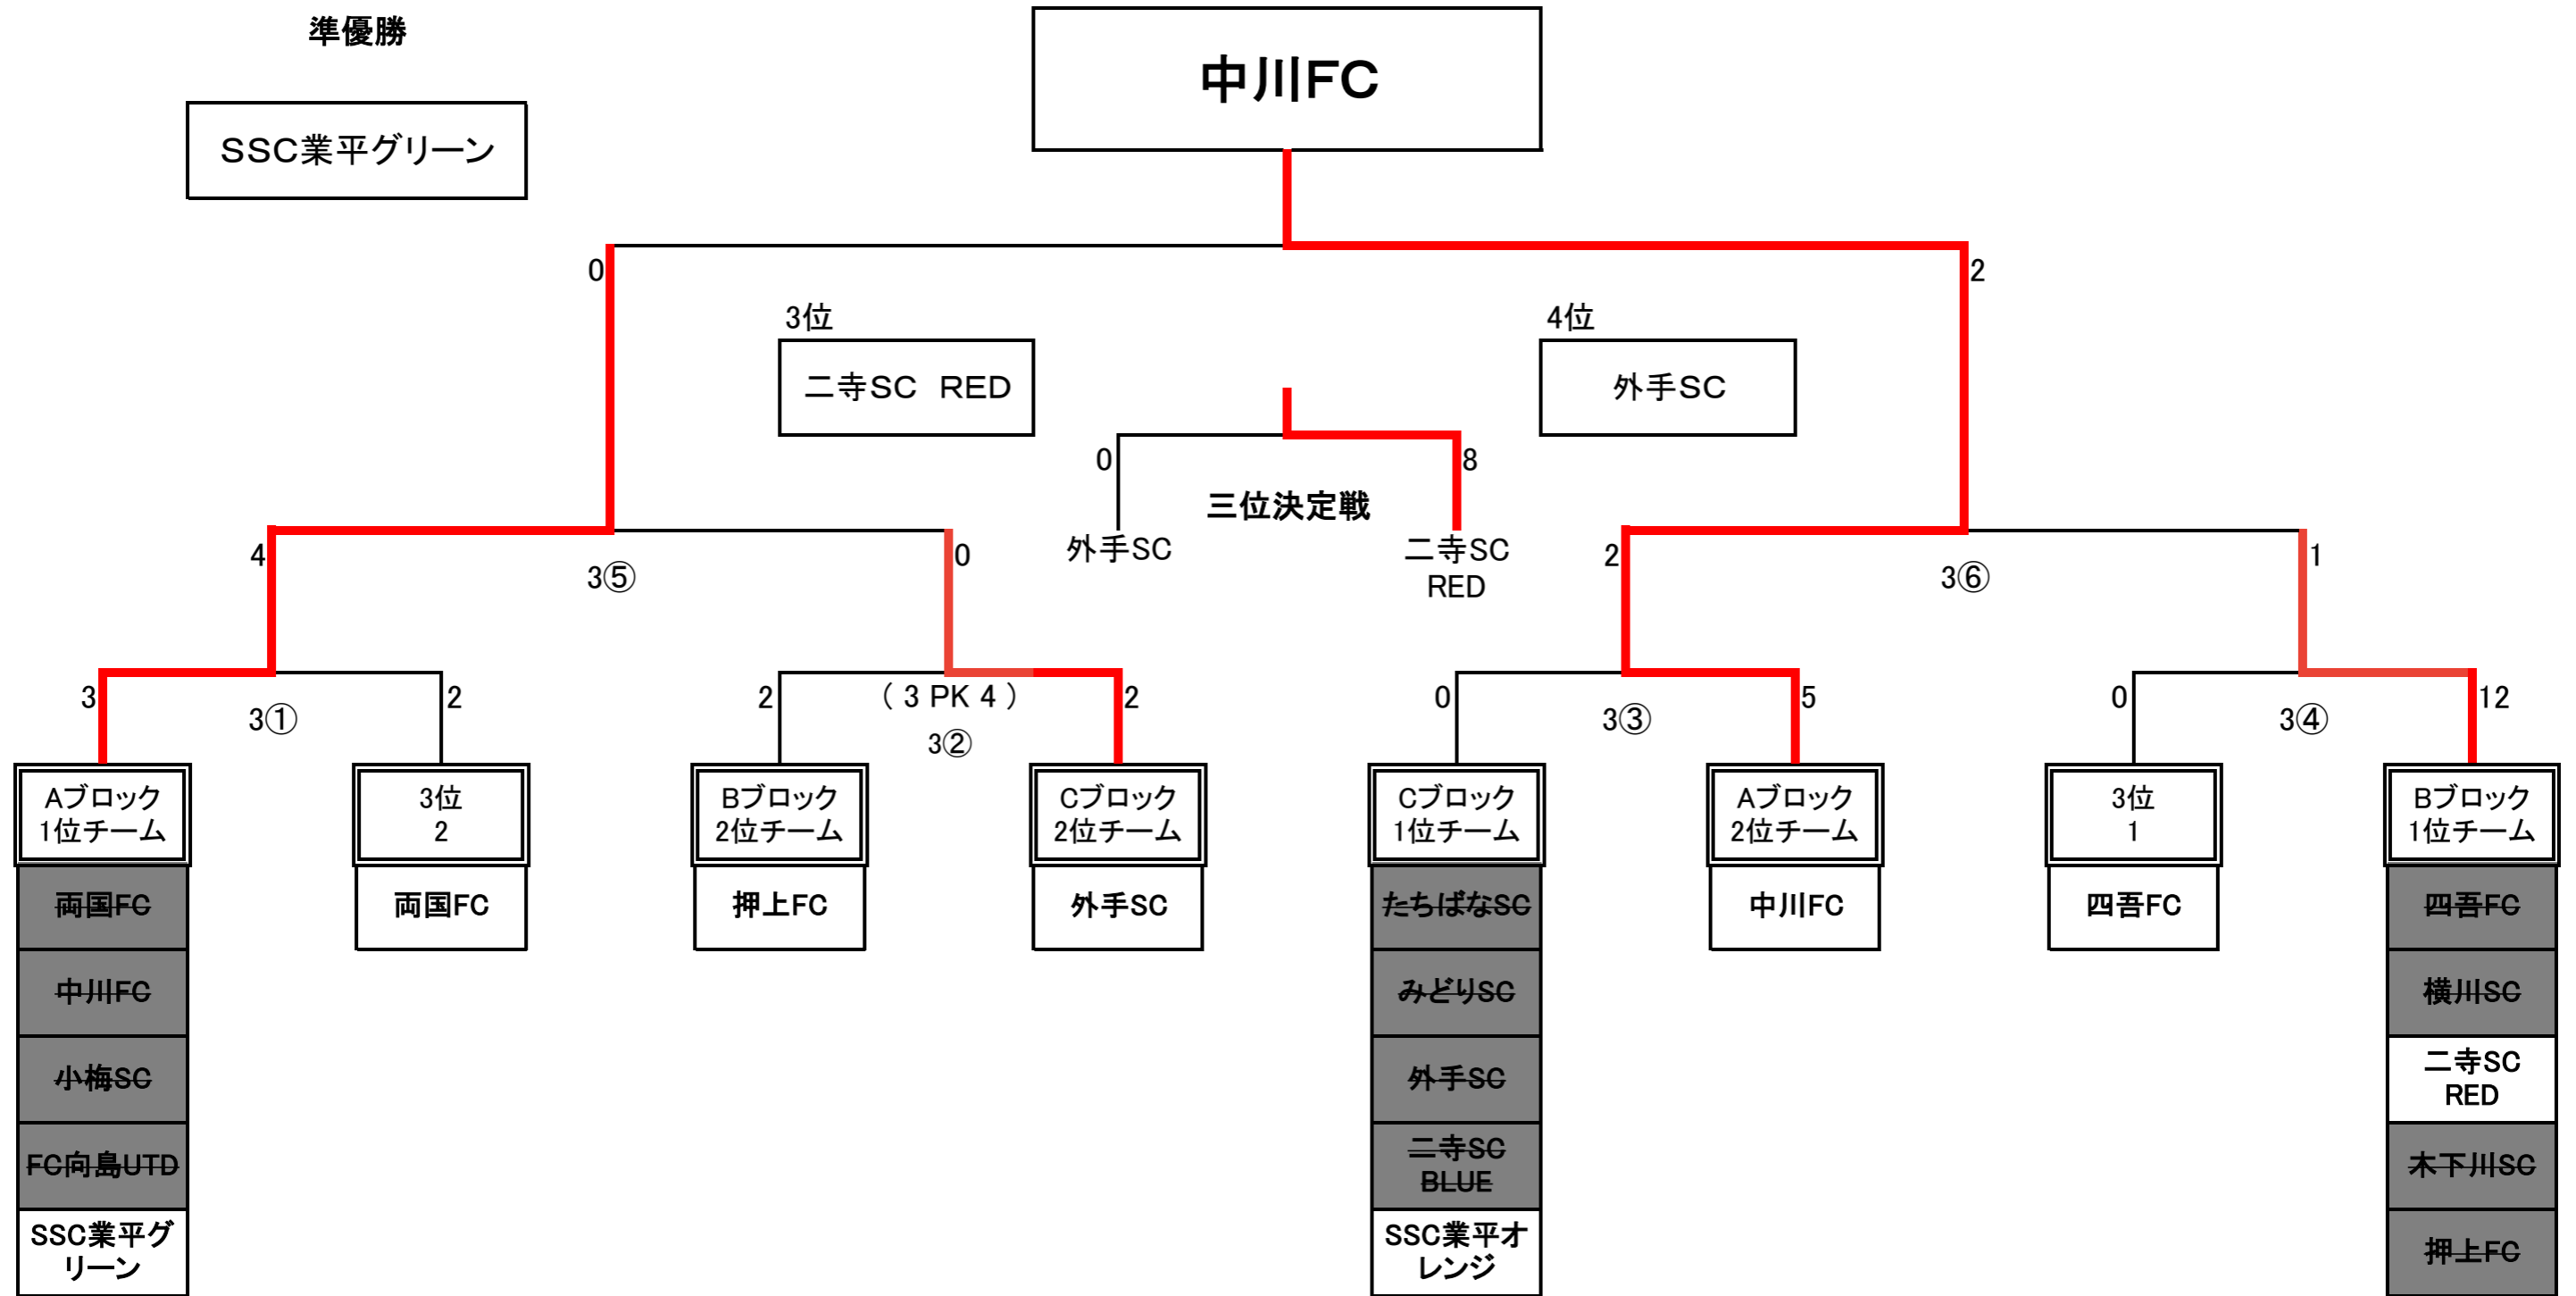 準優勝
中川FC
SSC業平グリーン
0
2
3位
4位
二寺SC RED
外手SC
0
8
三位決定戦
外手SC
二寺SC
RED
4
0
3⑤
2
1
3⑥
3
2
3①
2
2
( 3 PK 4 )
3②
0
5
3③
0
12
3④
Aブロック
1位チーム
3位
2
Bブロック
2位チーム
Cブロック
2位チーム
Cブロック
1位チーム
Aブロック
2位チーム
3位
1
Bブロック
1位チーム
両国FC
両国FC
押上FC
外手SC
たちばなSC
中川FC
四吾FC
四吾FC
中川FC
みどりSC
横川SC
小梅SC
外手SC
二寺SC
RED
FC向島UTD
二寺SC
BLUE
木下川SC
SSC業平グ
リーン
SSC業平オ
レンジ
押上FC